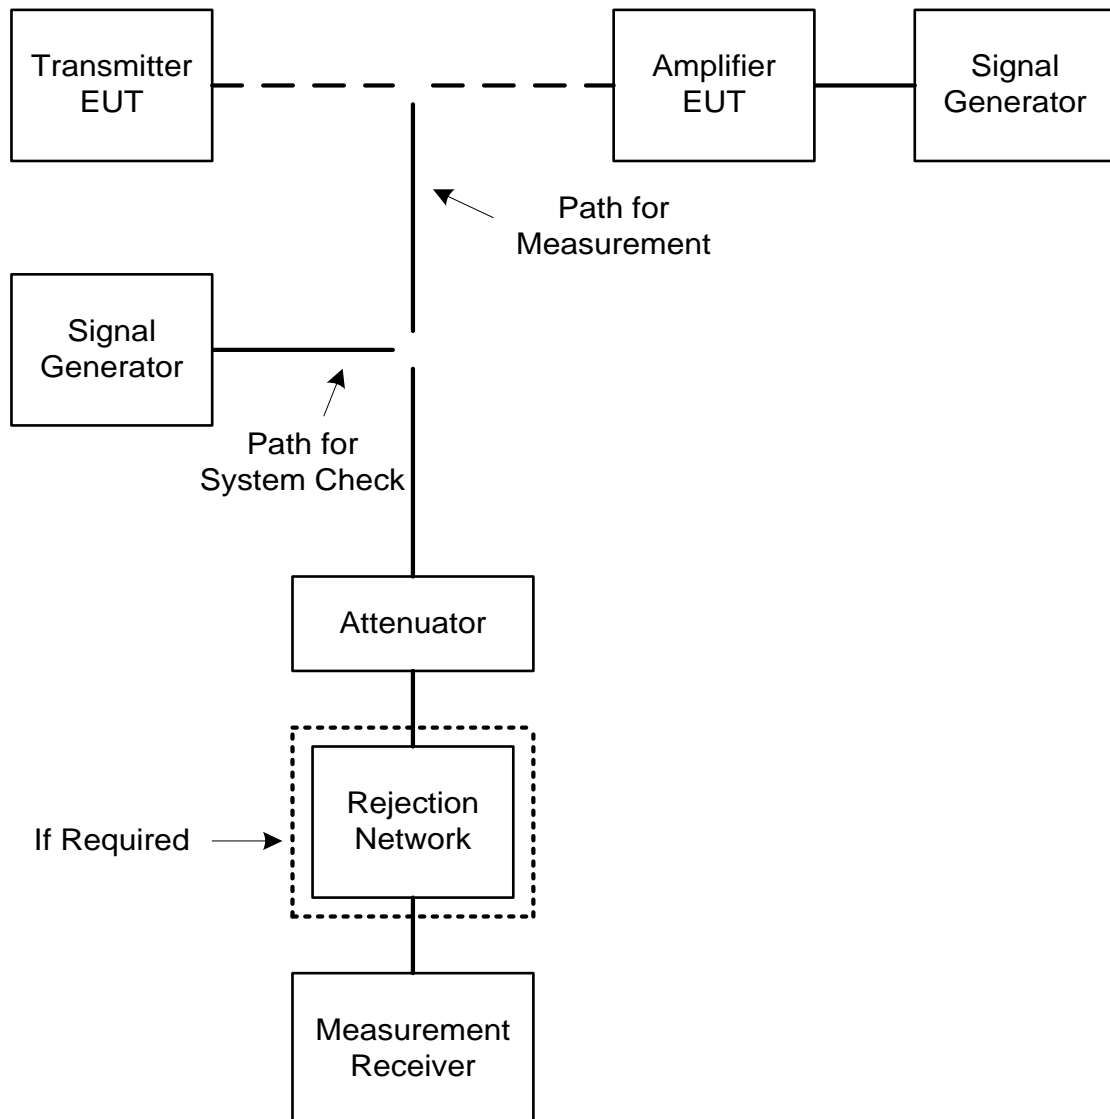 Transmitter
EUT
Amplifier
EUT
Signal
Generator
Path for
Measurement
Signal
Generator
Path for
System Check
Attenuator
Rejection
Network
If Required
Measurement
Receiver